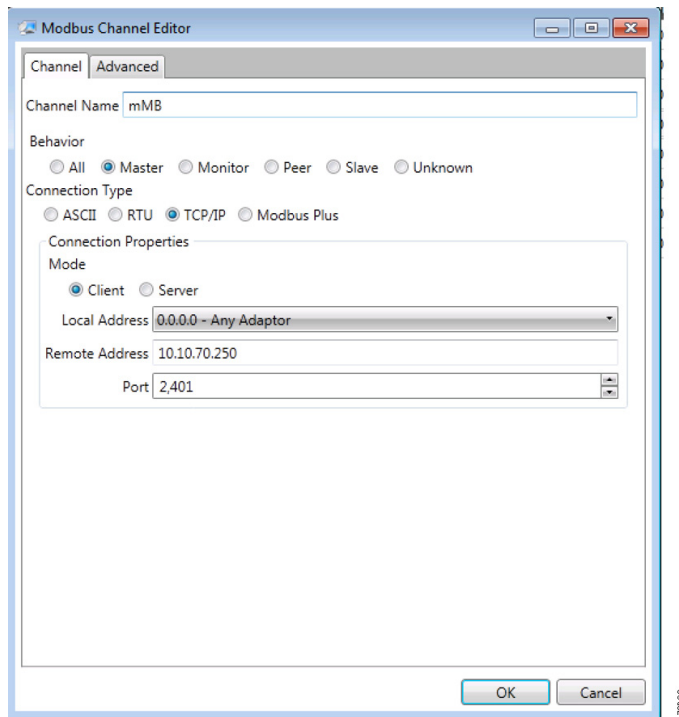 Modbus Channel Editor
Channel Advanced
Channel Name mMB
Behavior
All Master Monitor Peer Slave Unknown
Connection Type
ASCII RTU TCP/IP Modbus Plus
Connection Properties
Mode
Client Server
Local Address 0.0.0.0 - Any Adaptor
Remote Address 10.10.70.250
Port 2,401
OK Cancel